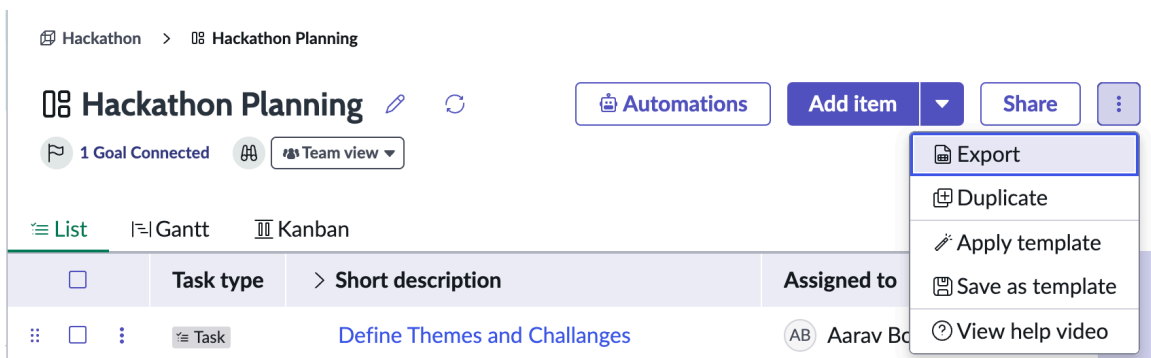 Hackathon > Hackathon Planning
Hackathon Planning Automations Add item Share
1 Goal Connected Team view
Export
Duplicate
List Gantt Kanban
Apply template
Task type > Short description Assigned to
Save as template
Task Define Themes and Challanges AB Aarav Bo
View help video